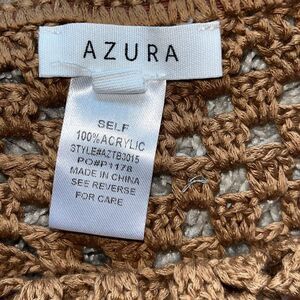 AZURA
SELF
100% ACRYLIC
STYLE#AZTB3015
PO#P1178
MADE IN CHINA
SEE REVERSE
FOR CARE